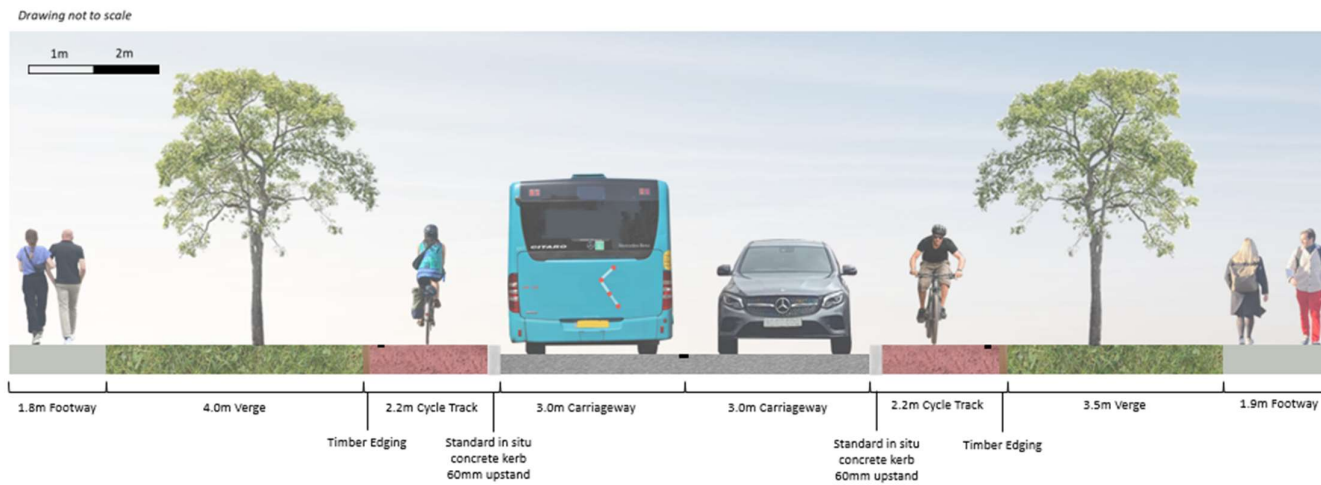 Drawing not to scale
1m 2m
CITARO
Mercedes-Benz
1.8m Footway 4.0m Verge 2.2m Cycle Track 3.0m Carriageway 3.0m Carriageway 2.2m Cycle Track 3.5m Verge 1.9m Footway
Timber Edging
Standard in situ
concrete kerb
60mm upstand
Standard in situ
concrete kerb
60mm upstand
Timber Edging